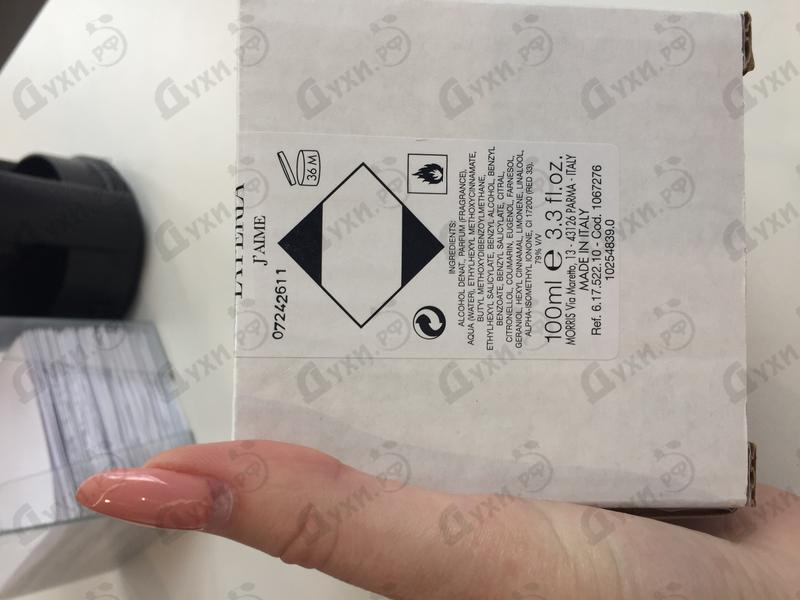 LA PERLA
J'AIME
07242611
36 M
INGREDIENTS:
ALCOHOL DENAT., PARFUM (FRAGRANCE),
AQUA (WATER), ETHYLHEXYL METHOXYCINNAMATE,
BUTYL METHOXYDIBENZOYLMETHANE,
ETHYLHEXYL SALICYLATE, BENZYL ALCOHOL, BENZYL
BENZOATE, BENZYL SALICYLATE, CITRAL,
CITRONELLOL, COUMARIN, EUGENOL, FARNESOL,
GERANIOL, HEXYL CINNAMAL, LIMONENE, LINALOOL,
ALPHA-ISOMETHYL IONONE, CI 17200 (RED 33).
79% V/V
100ml e 3.3 fl.oz.
MORRIS Via Moretto, 13 - 43126 PARMA - ITALY
MADE IN ITALY
Ref. 6.17.522.10 - Cod. 1067276
10254839.0
Духи.РФ